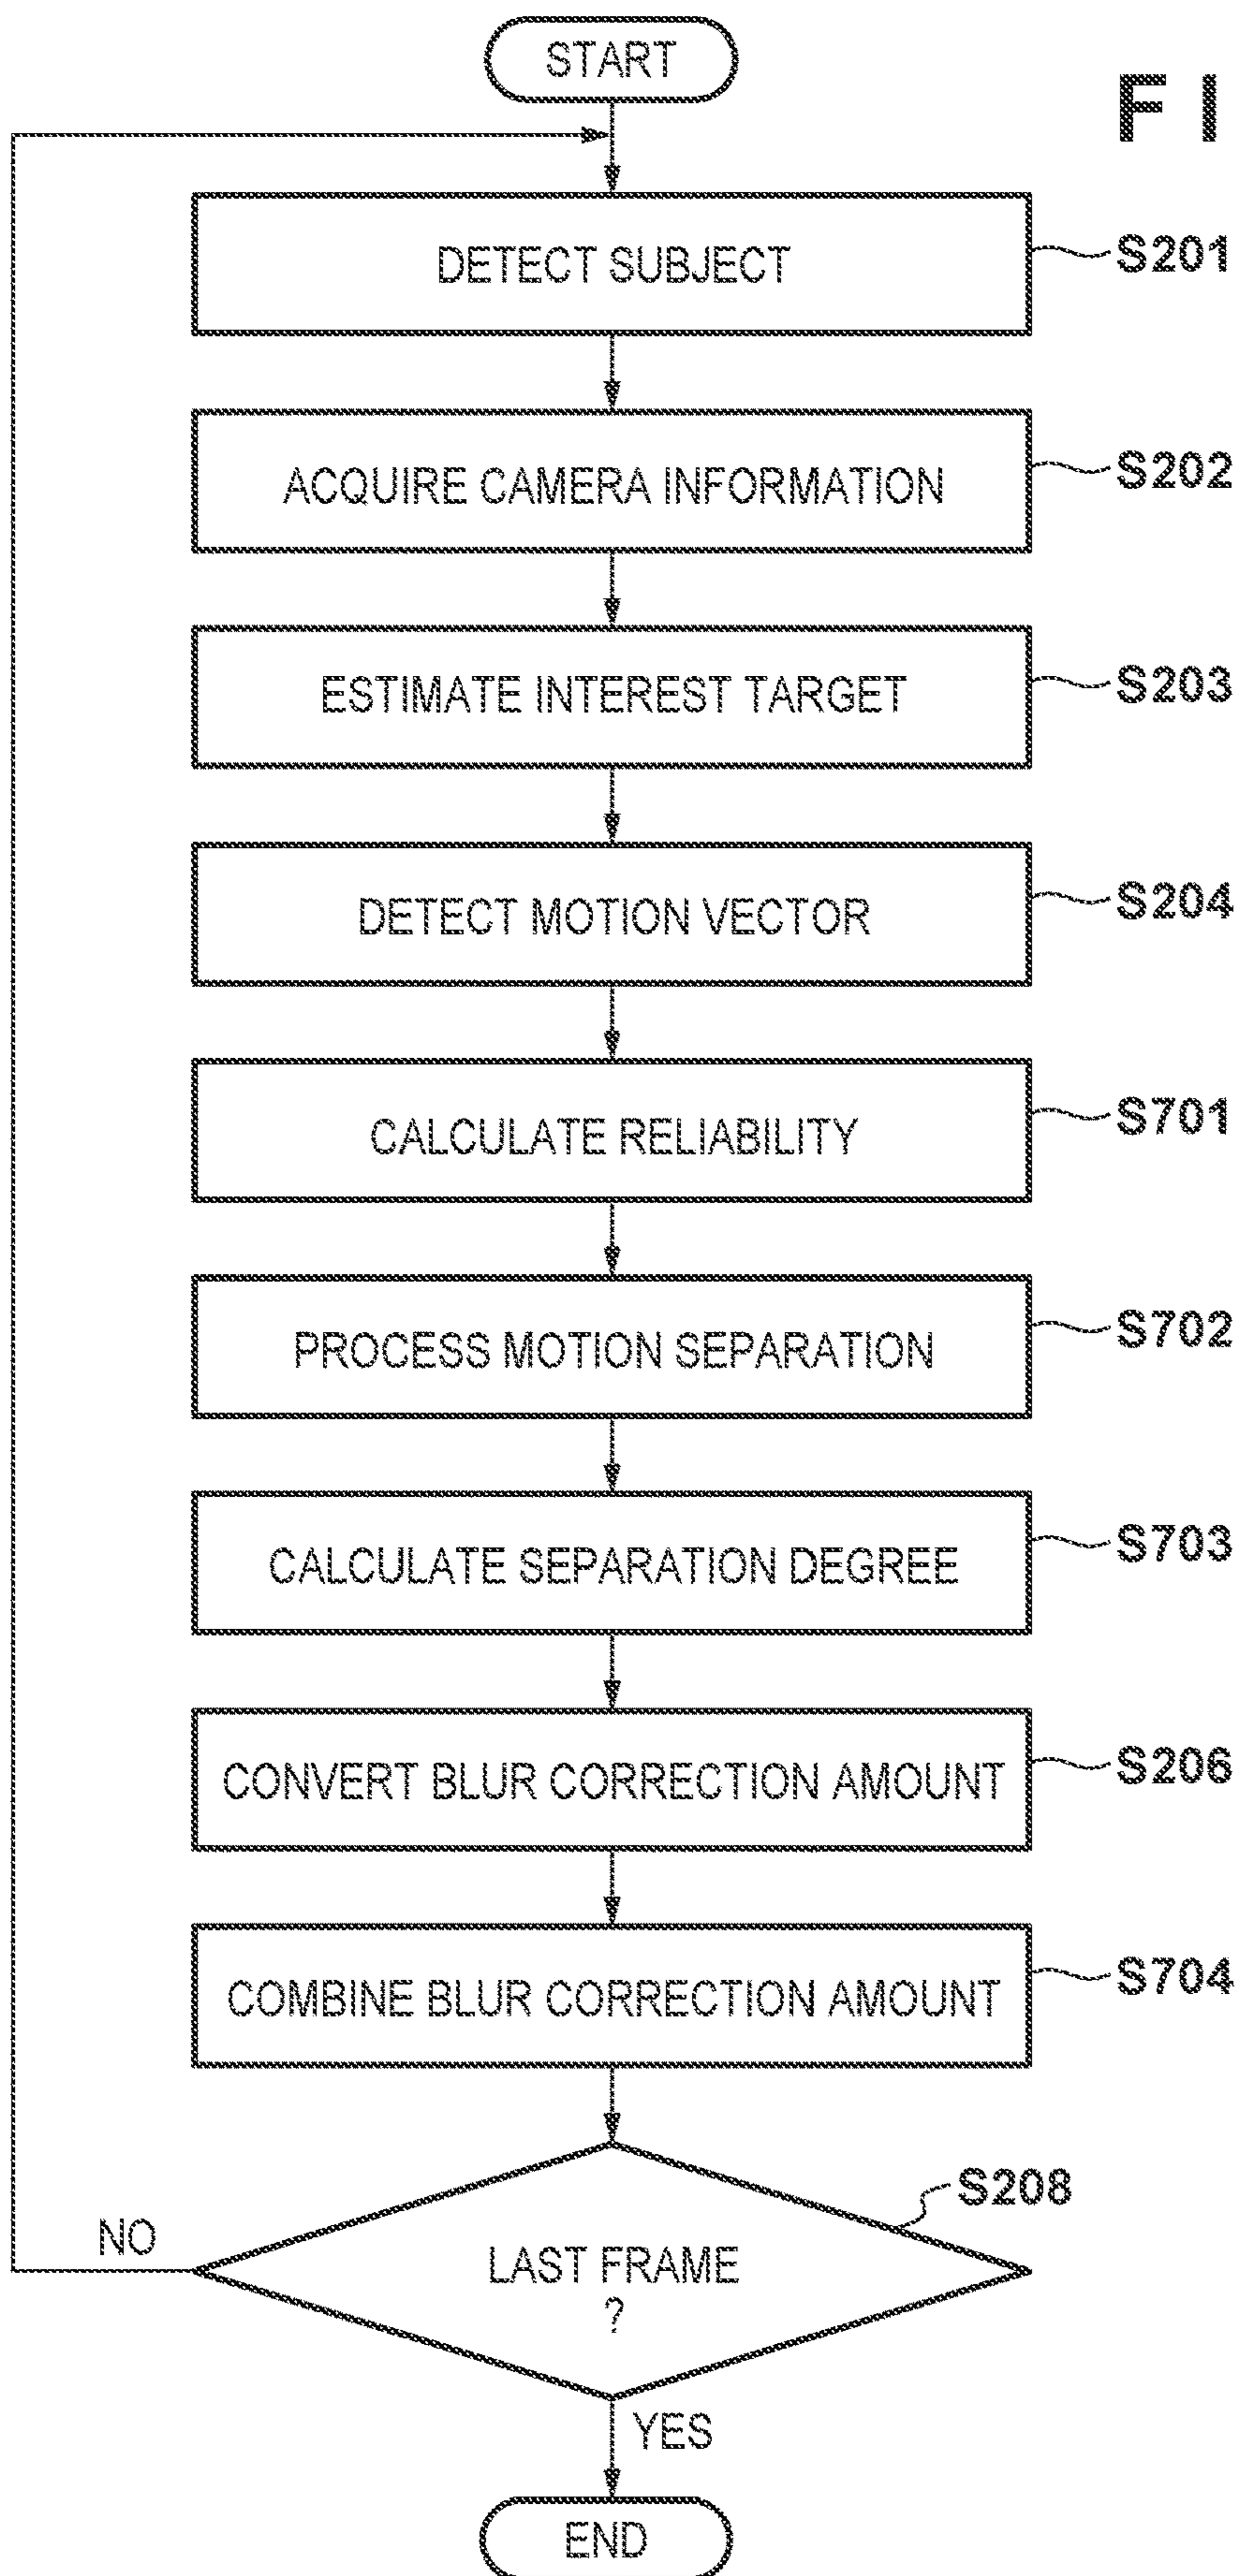 START
F I
DETECT SUBJECT
S201
ACQUIRE CAMERA INFORMATION
S202
ESTIMATE INTEREST TARGET
S203
DETECT MOTION VECTOR
S204
CALCULATE RELIABILITY
S701
PROCESS MOTION SEPARATION
S702
CALCULATE SEPARATION DEGREE
S703
CONVERT BLUR CORRECTION AMOUNT
S206
COMBINE BLUR CORRECTION AMOUNT
S704
S208
NO
LAST FRAME
?
YES
END